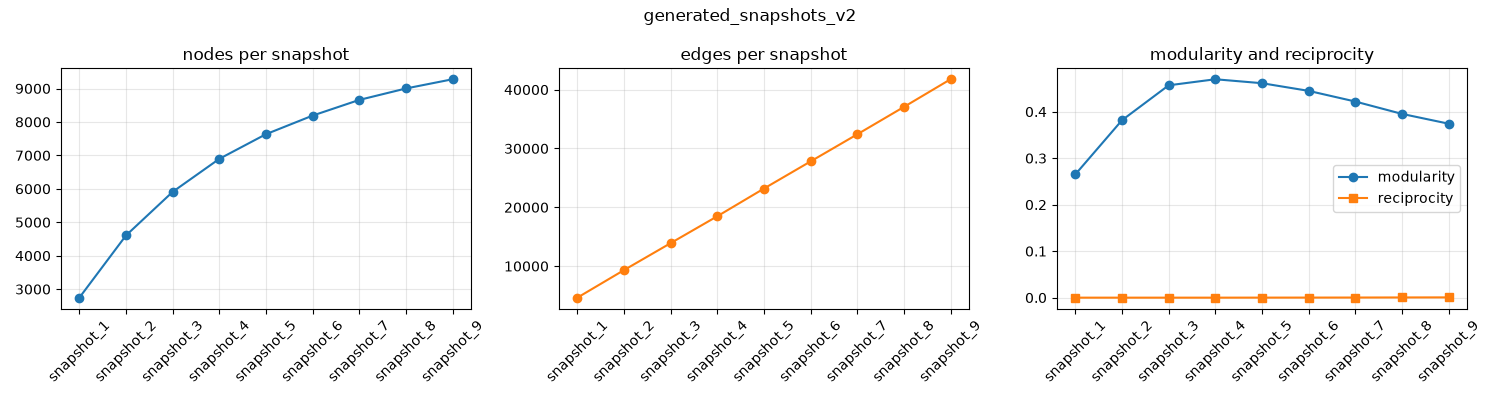 generated_snapshots_v2
nodes per snapshot
9000
8000
7000
6000
5000
4000
3000
snapshot_1
snapshot_2
snapshot_3
snapshot_4
snapshot_5
snapshot_6
snapshot_7
snapshot_8
snapshot_9
edges per snapshot
40000
30000
20000
10000
snapshot_1
snapshot_2
snapshot_3
snapshot_4
snapshot_5
snapshot_6
snapshot_7
snapshot_8
snapshot_9
modularity and reciprocity
0.4
0.3
0.2
0.1
0.0
modularity
reciprocity
snapshot_1
snapshot_2
snapshot_3
snapshot_4
snapshot_5
snapshot_6
snapshot_7
snapshot_8
snapshot_9